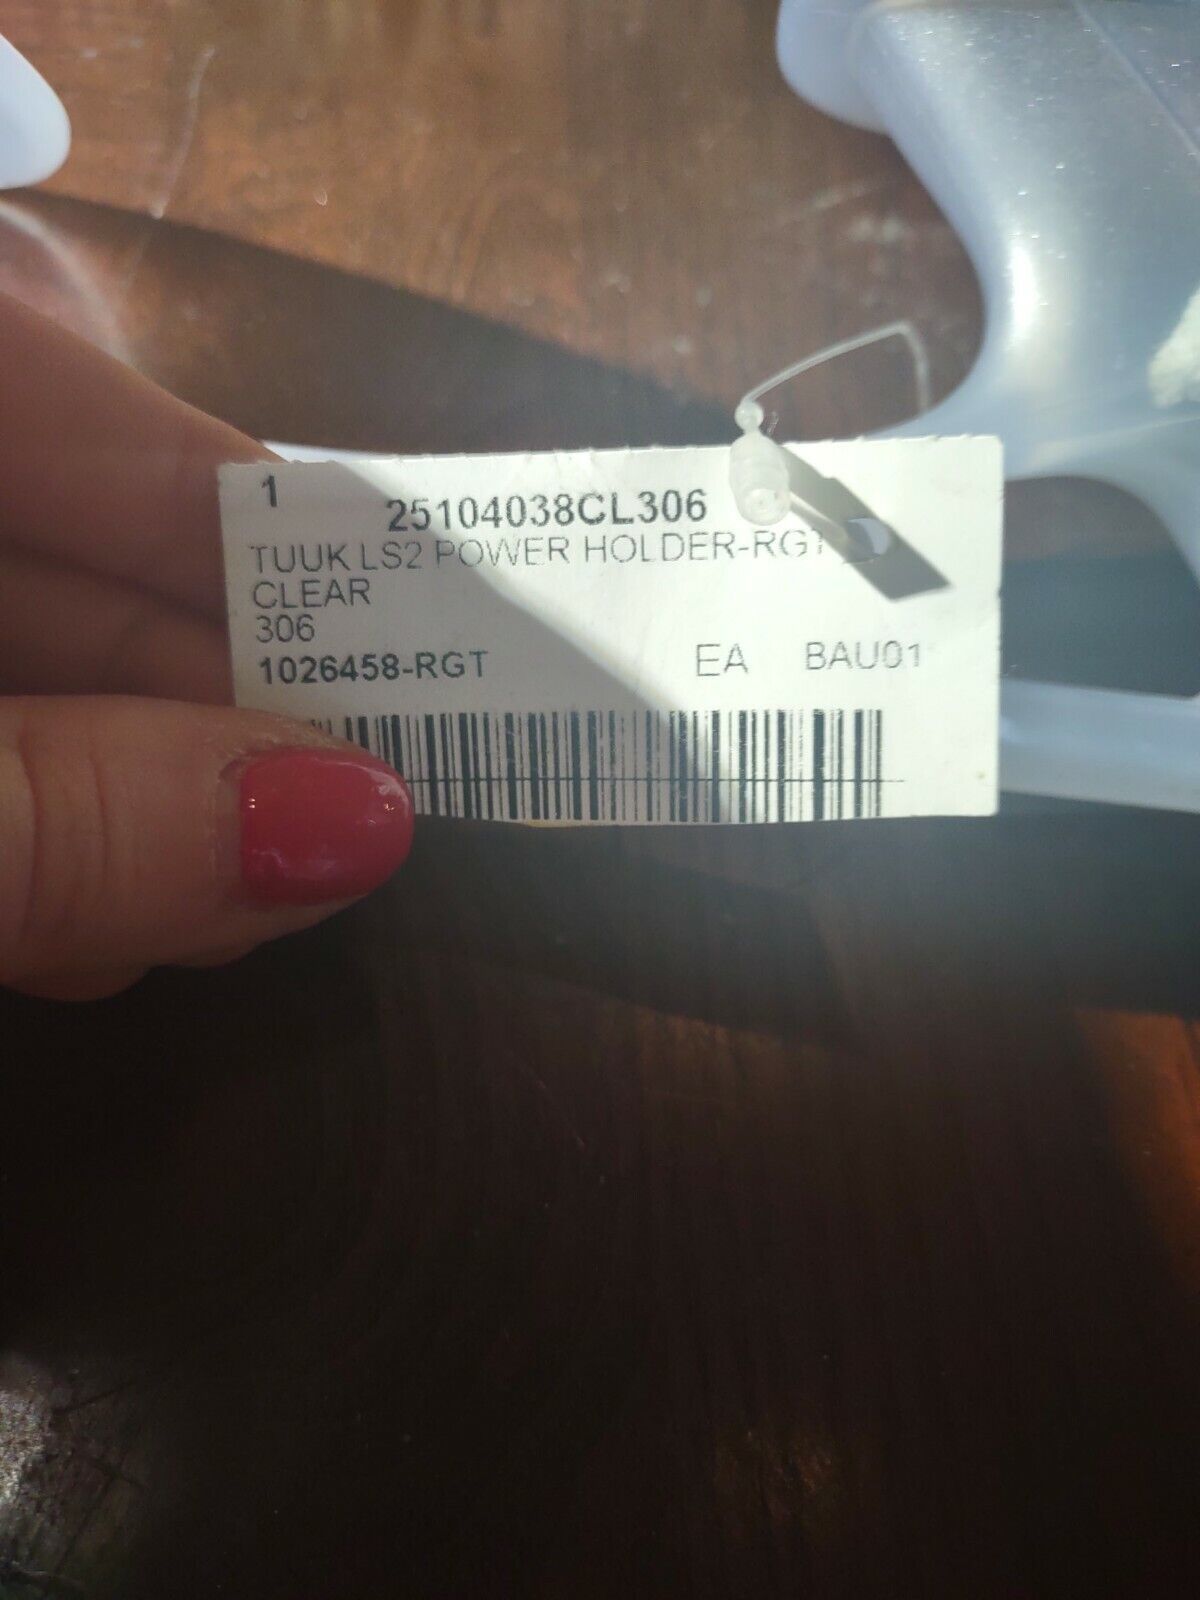 1
25104038CL306
TUUK LS2 POWER HOLDER-RGT
CLEAR
306
1026458-RGT EA BAU01